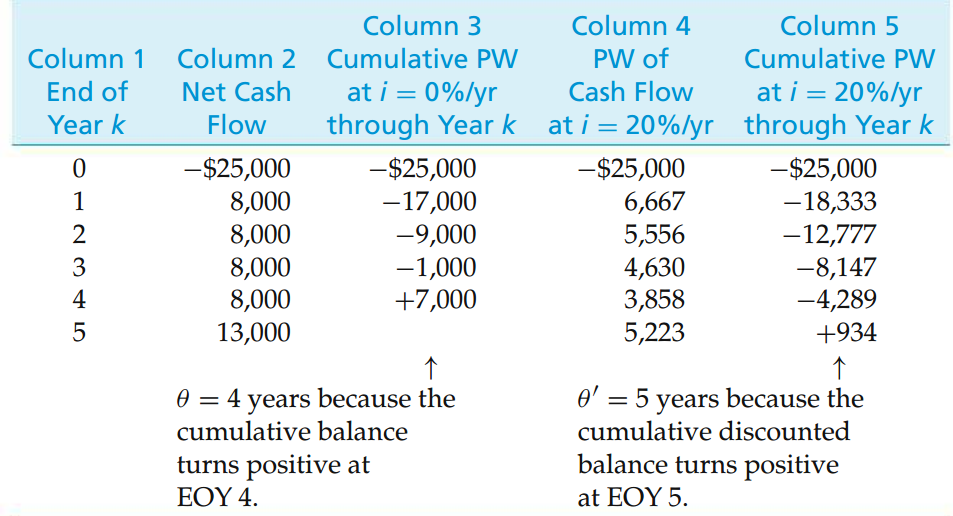 Column 3 Column 4 Column 5
Column 1 Column 2 Cumulative PW PW of Cumulative PW
End of Net Cash at i = 0%/yr Cash Flow at i = 20%/yr
Year k Flow through Year k at i = 20%/yr through Year k
0 −$25,000 −$25,000 −$25,000 −$25,000
1 8,000 −17,000 6,667 −18,333
2 8,000 −9,000 5,556 −12,777
3 8,000 −1,000 4,630 −8,147
4 8,000 +7,000 3,858 −4,289
5 13,000 5,223 +934
↑ ↑
θ = 4 years because the θ′ = 5 years because the
cumulative balance cumulative discounted
turns positive at balance turns positive
EOY 4. at EOY 5.